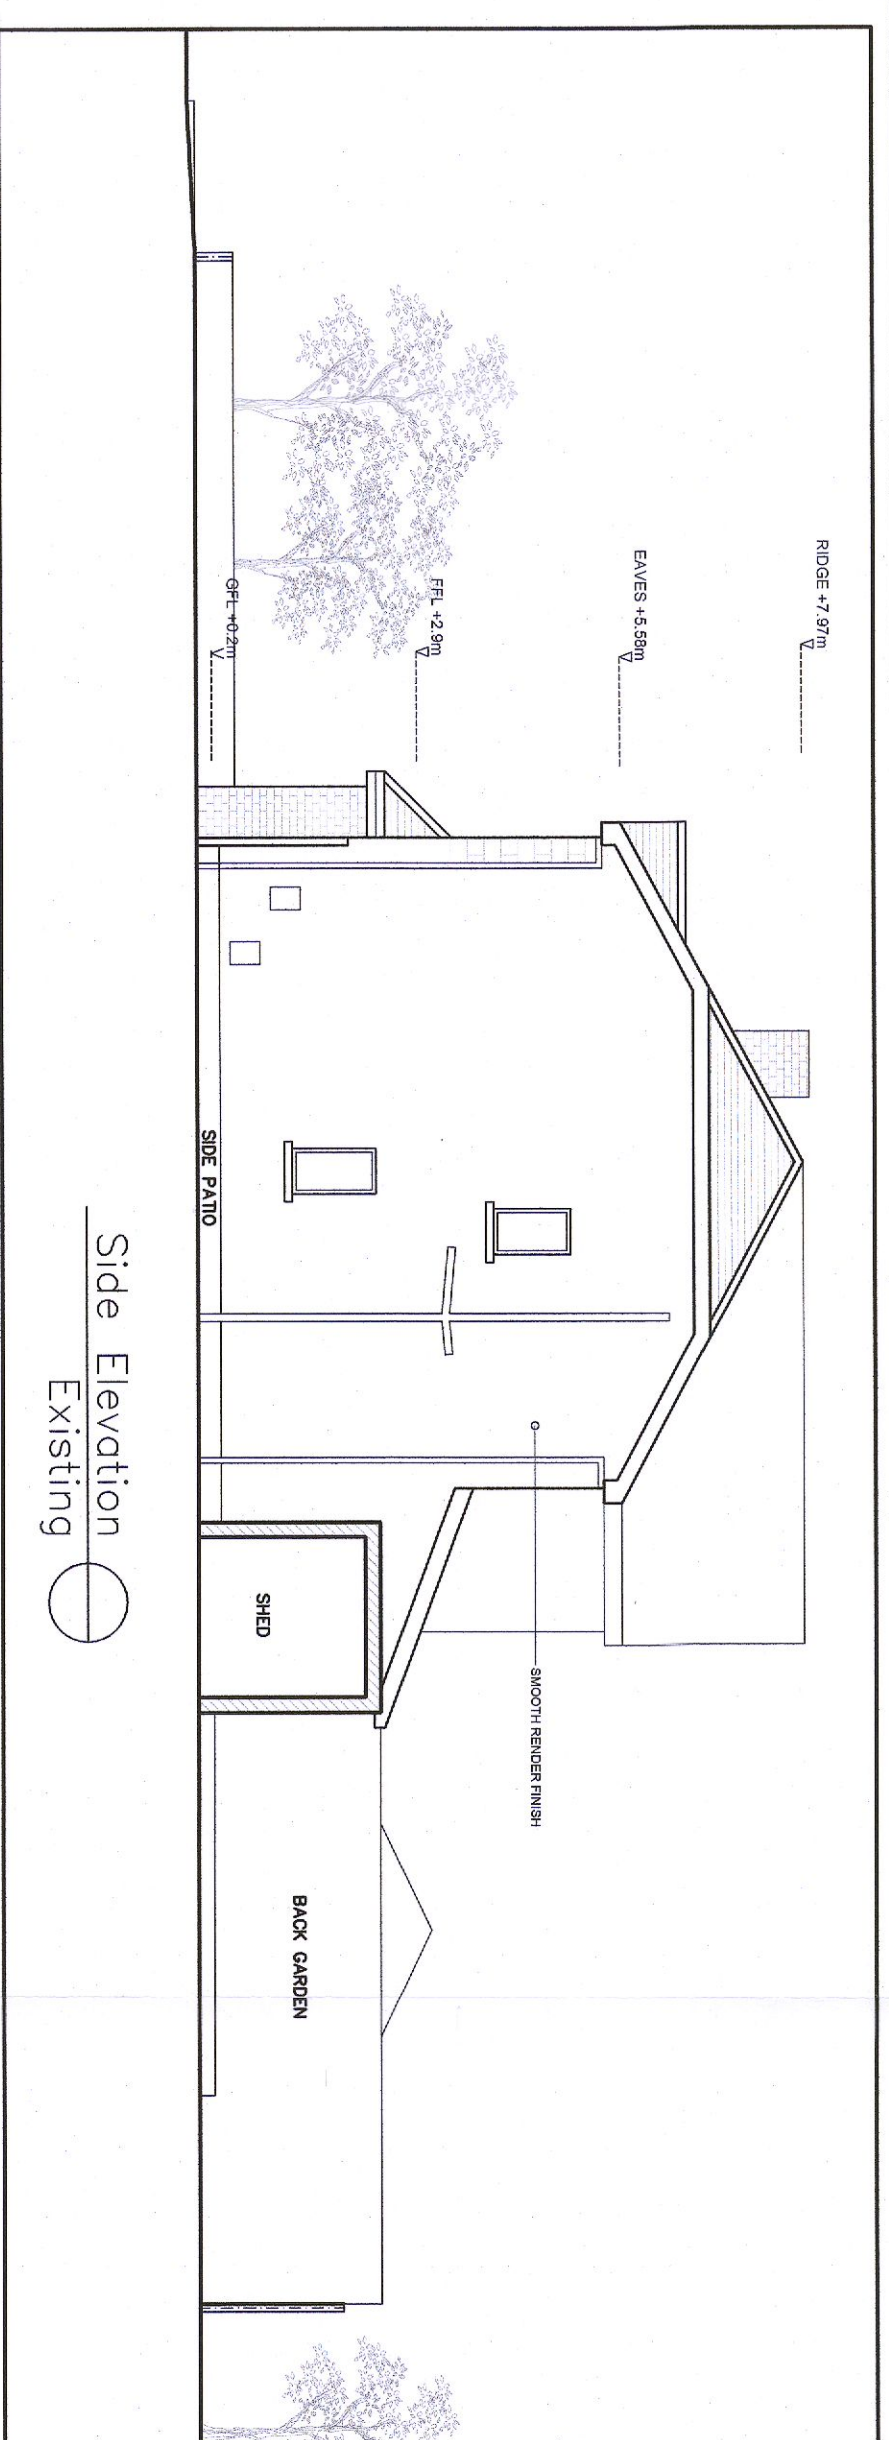 RIDGE +7.97m
EAVES +5.58m
FFL +2.9m
GFL +0.2m
SMOOTH RENDER FINISH
SHED
BACK GARDEN
SIDE PATIO
Side Elevation
Existing